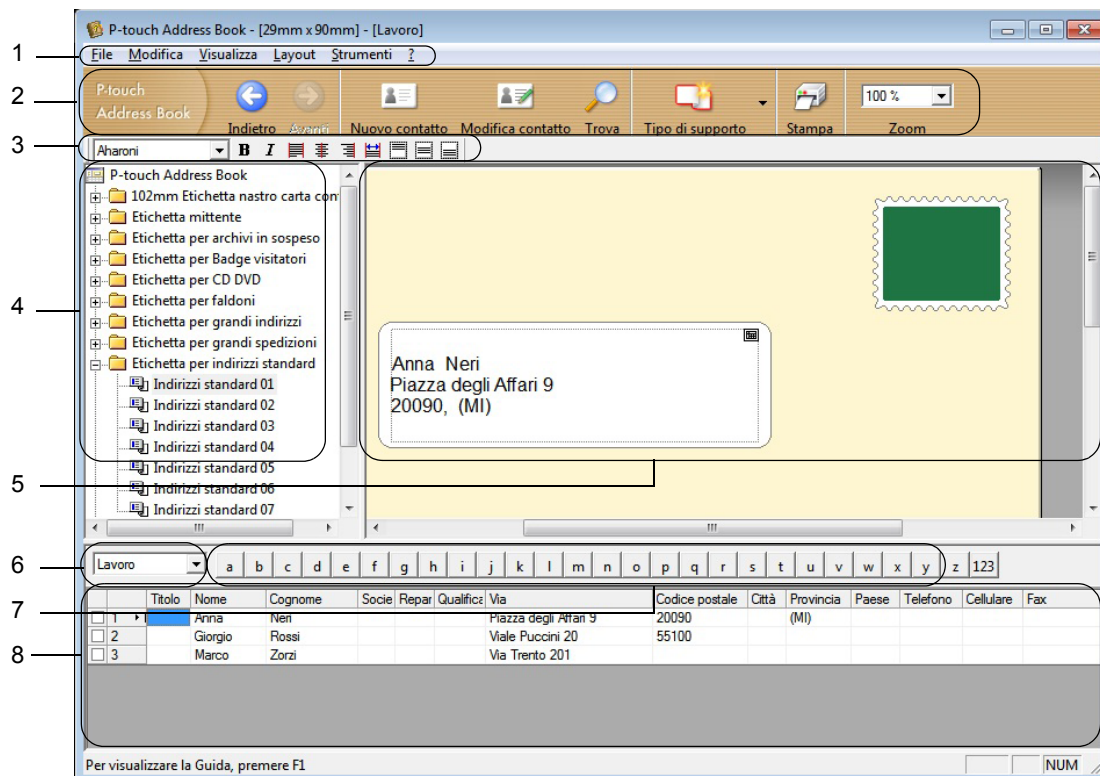 P-touch Address Book - [29mm x 90mm] - [Lavoro]
1
File Modifica Visualizza Layout Strumenti ?
2
P-touch
Address Book
Indietro Avanti Nuovo contatto Modifica contatto Trova Tipo di supporto Stampa 100 % Zoom
3
Aharoni B I
4
P-touch Address Book
102mm Etichetta nastro carta con
Etichetta mittente
Etichetta per archivi in sospeso
Etichetta per Badge visitatori
Etichetta per CD DVD
Etichetta per faldoni
Etichetta per grandi indirizzi
Etichetta per grandi spedizioni
Etichetta per indirizzi standard
Indirizzi standard 01
Indirizzi standard 02
Indirizzi standard 03
Indirizzi standard 04
Indirizzi standard 05
Indirizzi standard 06
Indirizzi standard 07
Anna Neri
Piazza degli Affari 9
20090, (MI)
5
6
Lavoro
a b c d e f g h i j k l m n o p q r s t u v w x y z 123
7
Titolo Nome Cognome Socie Repar Qualifica Via Codice postale Città Provincia Paese Telefono Cellulare Fax
1 Anna Neri Piazza degli Affari 9 20090 (MI)
2 Giorgio Rossi Viale Puccini 20 55100
3 Marco Zorzi Via Trento 201
8
Per visualizzare la Guida, premere F1
NUM